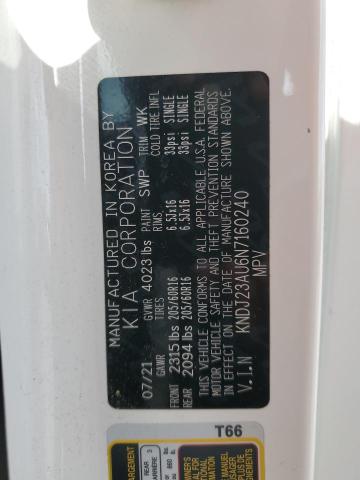 MANUFACTURED IN KOREA BY
KIA CORPORATION
07/21 GVWR 4023 lbs PAINT SWP TRIM WK
TIRES RIMS COLD TIRE INFL
FRONT 2315 lbs 205/60R16 6.5Jx16 33psi SINGLE
REAR 2094 lbs 205/60R16 6.5Jx16 33psi SINGLE
THIS VEHICLE CONFORMS TO ALL APPLICABLE U.S.A. FEDERAL
MOTOR VEHICLE SAFETY AND THEFT PREVENTION STANDARDS
IN EFFECT ON THE DATE OF MANUFACTURE SHOWN ABOVE.
V.I.N KNDJ23AU6N7160240
MPV
T66
REAR